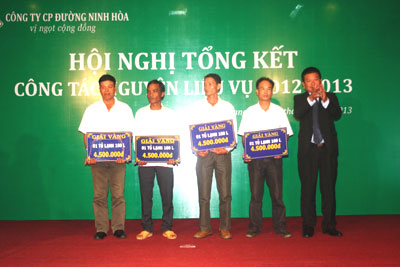 CÔNG TY CP ĐƯỜNG NINH HÒA
vị ngọt cộng đồng
HỘI NGHỊ TỔNG KẾT
CÔNG TÁC NGUYÊN LIỆU VỤ 2012 2013
GIẢI VÀNG
01 TỦ LẠNH 100 L
4.500.000đ
GIẢI VÀNG
01 TỦ LẠNH 100 L
4.500.000đ
GIẢI VÀNG
01 TỦ LẠNH 100 L
4.500.000đ
GIẢI VÀNG
01 TỦ LẠNH 100 L
4.500.000đ